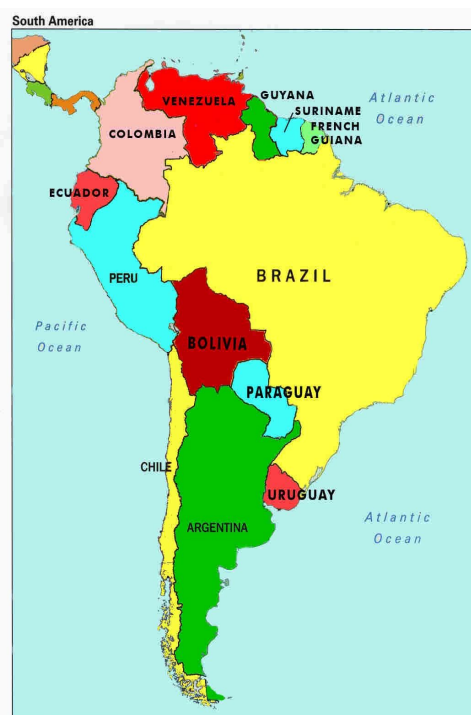 South America
VENEZUELA
GUYANA
SURINAME
FRENCH
GUIANA
Atlantic
Ocean
COLOMBIA
ECUADOR
PERU
BRAZIL
Pacific
Ocean
BOLIVIA
PARAGUAY
CHILE
URUGUAY
ARGENTINA
Atlantic
Ocean